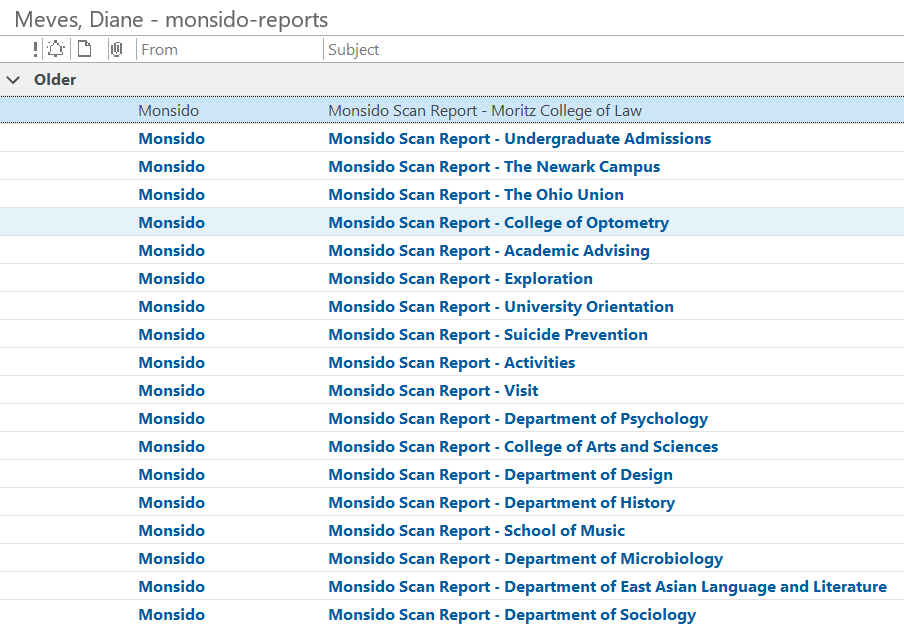 Meves, Diane - monsido-reports
! From Subject
Older
Monsido Monsido Scan Report - Moritz College of Law
Monsido Monsido Scan Report - Undergraduate Admissions
Monsido Monsido Scan Report - The Newark Campus
Monsido Monsido Scan Report - The Ohio Union
Monsido Monsido Scan Report - College of Optometry
Monsido Monsido Scan Report - Academic Advising
Monsido Monsido Scan Report - Exploration
Monsido Monsido Scan Report - University Orientation
Monsido Monsido Scan Report - Suicide Prevention
Monsido Monsido Scan Report - Activities
Monsido Monsido Scan Report - Visit
Monsido Monsido Scan Report - Department of Psychology
Monsido Monsido Scan Report - College of Arts and Sciences
Monsido Monsido Scan Report - Department of Design
Monsido Monsido Scan Report - Department of History
Monsido Monsido Scan Report - School of Music
Monsido Monsido Scan Report - Department of Microbiology
Monsido Monsido Scan Report - Department of East Asian Language and Literature
Monsido Monsido Scan Report - Department of Sociology